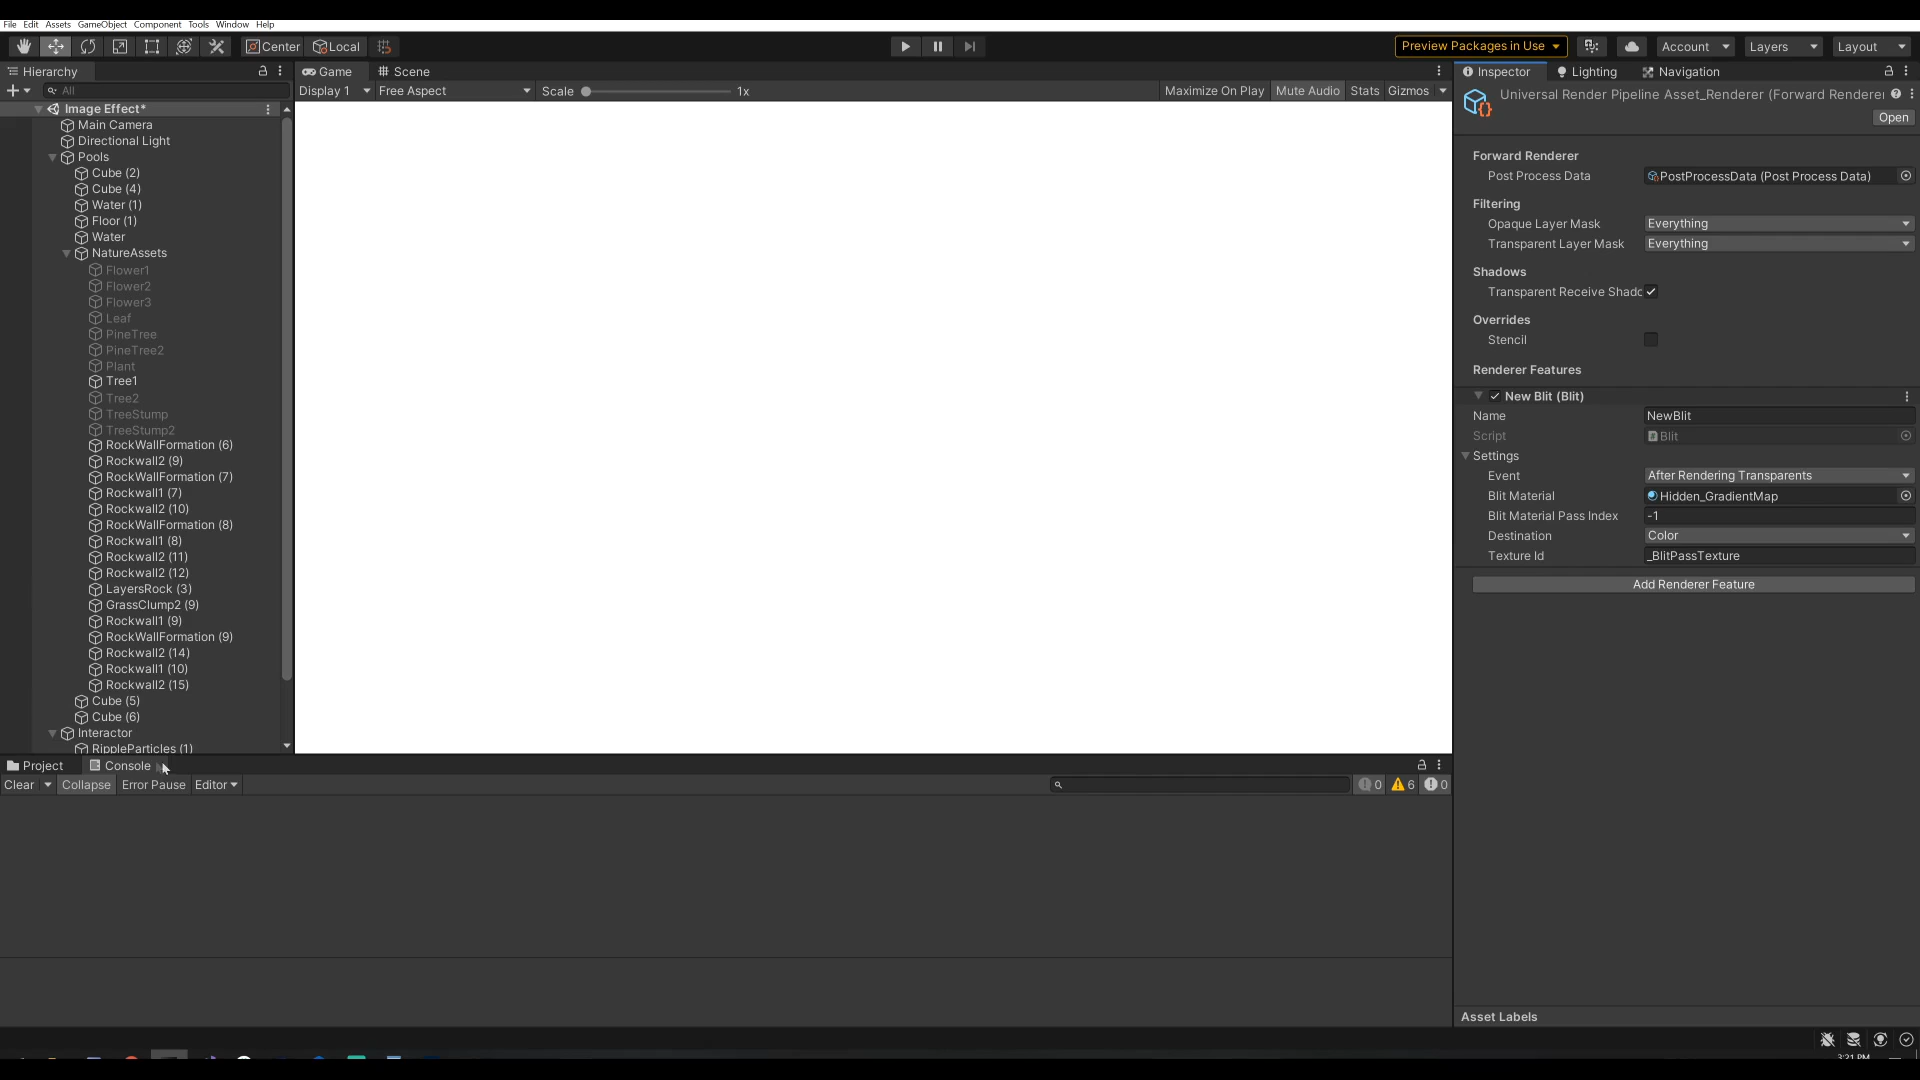 File Edit Assets GameObject Component Tools Window Help
Center Local Preview Packages in Use Account Layers Layout
Hierarchy
All
Image Effect*
Main Camera
Directional Light
Pools
Cube (2)
Cube (4)
Water (1)
Floor (1)
Water
NatureAssets
Flower1
Flower2
Flower3
Leaf
PineTree
PineTree2
Plant
Tree1
Tree2
TreeStump
TreeStump2
RockWallFormation (6)
Rockwall2 (9)
RockWallFormation (7)
Rockwall1 (7)
Rockwall2 (10)
RockWallFormation (8)
Rockwall1 (8)
Rockwall2 (11)
Rockwall2 (12)
LayersRock (3)
GrassClump2 (9)
Rockwall1 (9)
RockWallFormation (9)
Rockwall2 (14)
Rockwall1 (10)
Rockwall2 (15)
Cube (5)
Cube (6)
Interactor
RippleParticles (1)
Game Scene
Display 1 Free Aspect Scale 1x Maximize On Play Mute Audio Stats Gizmos
Project Console
Clear Collapse Error Pause Editor 0 6 0
Inspector Lighting Navigation
Universal Render Pipeline Asset_Renderer (Forward Renderer
Open
Forward Renderer
Post Process Data PostProcessData (Post Process Data)
Filtering
Opaque Layer Mask Everything
Transparent Layer Mask Everything
Shadows
Transparent Receive Shado
Overrides
Stencil
Renderer Features
New Blit (Blit)
Name NewBlit
Script Blit
Settings
Event After Rendering Transparents
Blit Material Hidden_GradientMap
Blit Material Pass Index -1
Destination Color
Texture Id _BlitPassTexture
Add Renderer Feature
Asset Labels
3:21 PM